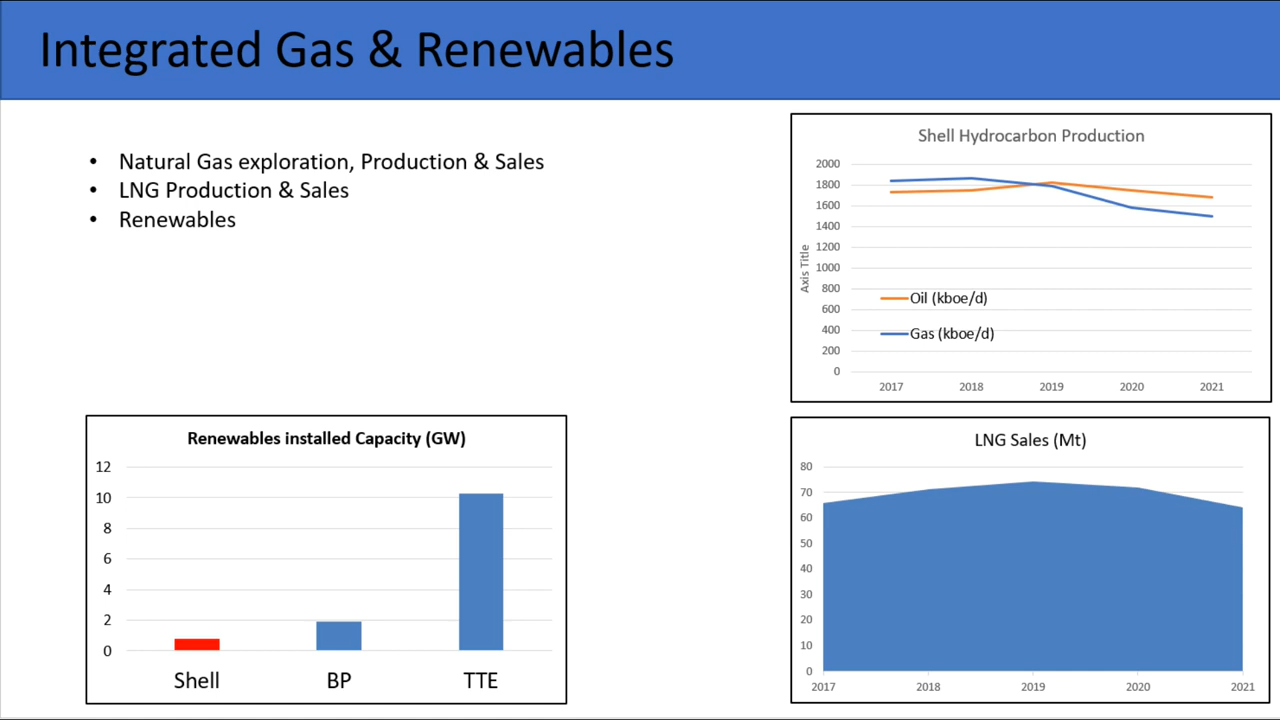 Integrated Gas & Renewables
• Natural Gas exploration, Production & Sales
• LNG Production & Sales
• Renewables
Shell Hydrocarbon Production
2000
1800
1600
1400
1200
1000
800
600
400
200
0
Axis Title
Oil (kboe/d)
Gas (kboe/d)
2017 2018 2019 2020 2021
Renewables installed Capacity (GW)
12
10
8
6
4
2
0
Shell BP TTE
LNG Sales (Mt)
80
70
60
50
40
30
20
10
0
2017 2018 2019 2020 2021